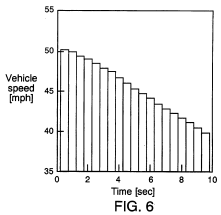 55
50
Vehicle
speed
[mph]
45
40
35
0 2 4 6 8 10
Time [sec]
FIG. 6